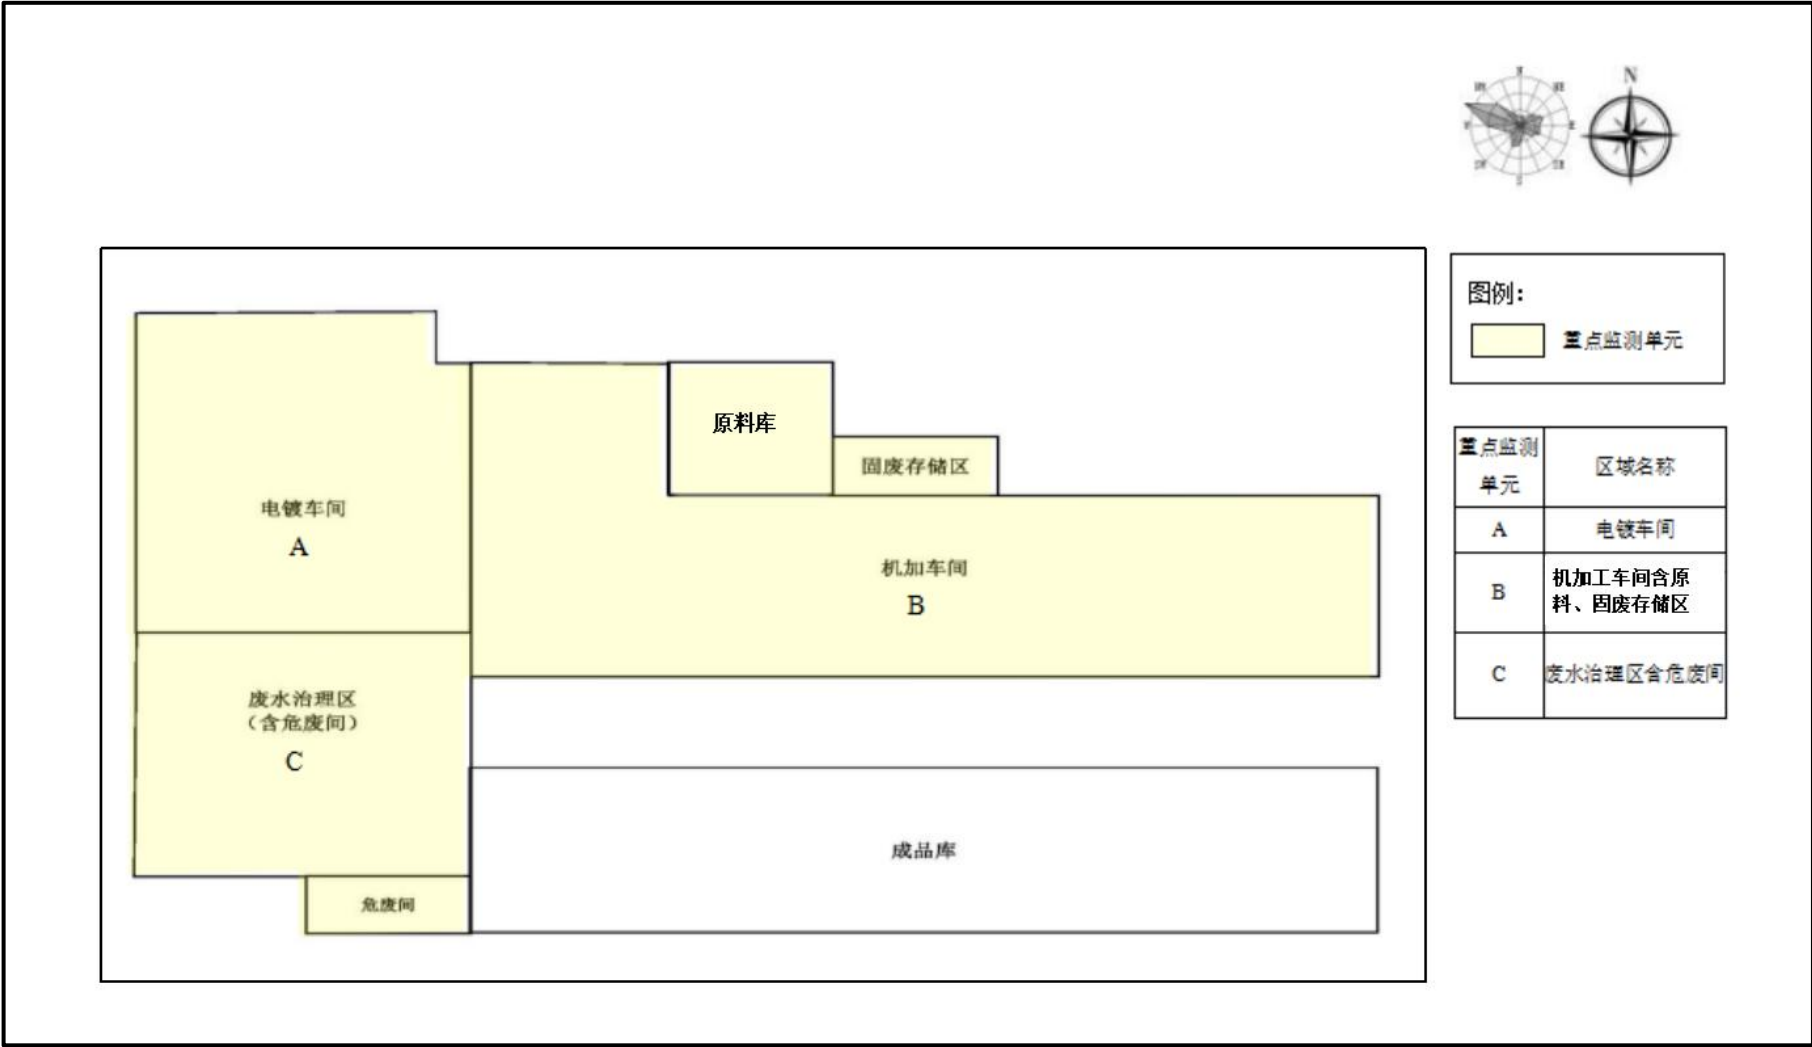 N
N
NE
E
SE
S
SW
W
图例：
重点监测单元
原料库
固废存储区
电镀车间
A
机加车间
B
废水治理区
（含危废间）
C
成品库
危废间
重点监测
单元
区域名称
A
电镀车间
B
机加工车间含原
料、固废存储区
C
废水治理区含危废间